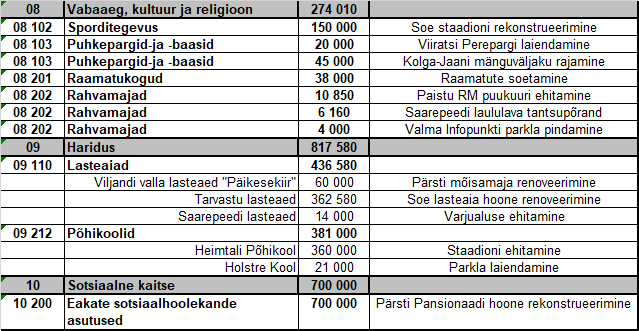 08 Vabaaeg, kultuur ja religioon 274 010
08 102 Sporditegevus 150 000 Soe staadioni rekonstrueerimine
08 103 Puhkepargid-ja -baasid 20 000 Viiratsi Perepargi laiendamine
08 103 Puhkepargid-ja -baasid 45 000 Kolga-Jaani mänguväljaku rajamine
08 201 Raamatukogud 38 000 Raamatute soetamine
08 202 Rahvamajad 10 850 Paistu RM puukuuri ehitamine
08 202 Rahvamajad 6 160 Saarepeedi laululava tantsupõrand
08 202 Rahvamajad 4 000 Valma Infopunkti parkla pindamine
09 Haridus 817 580
09 110 Lasteaiad 436 580
Viljandi valla lasteaed "Päikesekiir" 60 000 Pärsti mõisamaja renoveerimine
Tarvastu lasteaed 362 580 Soe lasteaia hoone renoveerimine
Saarepeedi lasteaed 14 000 Varjualuse ehitamine
09 212 Põhikoolid 381 000
Heimtali Põhikool 360 000 Staadioni ehitamine
Holstre Kool 21 000 Parkla laiendamine
10 Sotsiaalne kaitse 700 000
10 200 Eakate sotsiaalhoolekande 700 000 Pärsti Pansionaadi hoone rekonstrueerimine
asutused